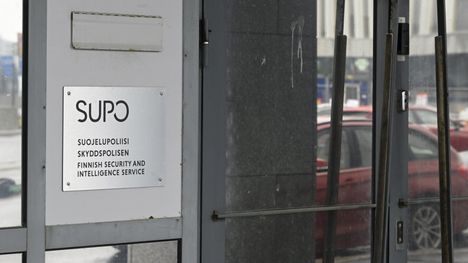 SUPO
SUOJELUPOLIISI
SKYDDSPOLISEN
FINNISH SECURITY AND
INTELLIGENCE SERVICE